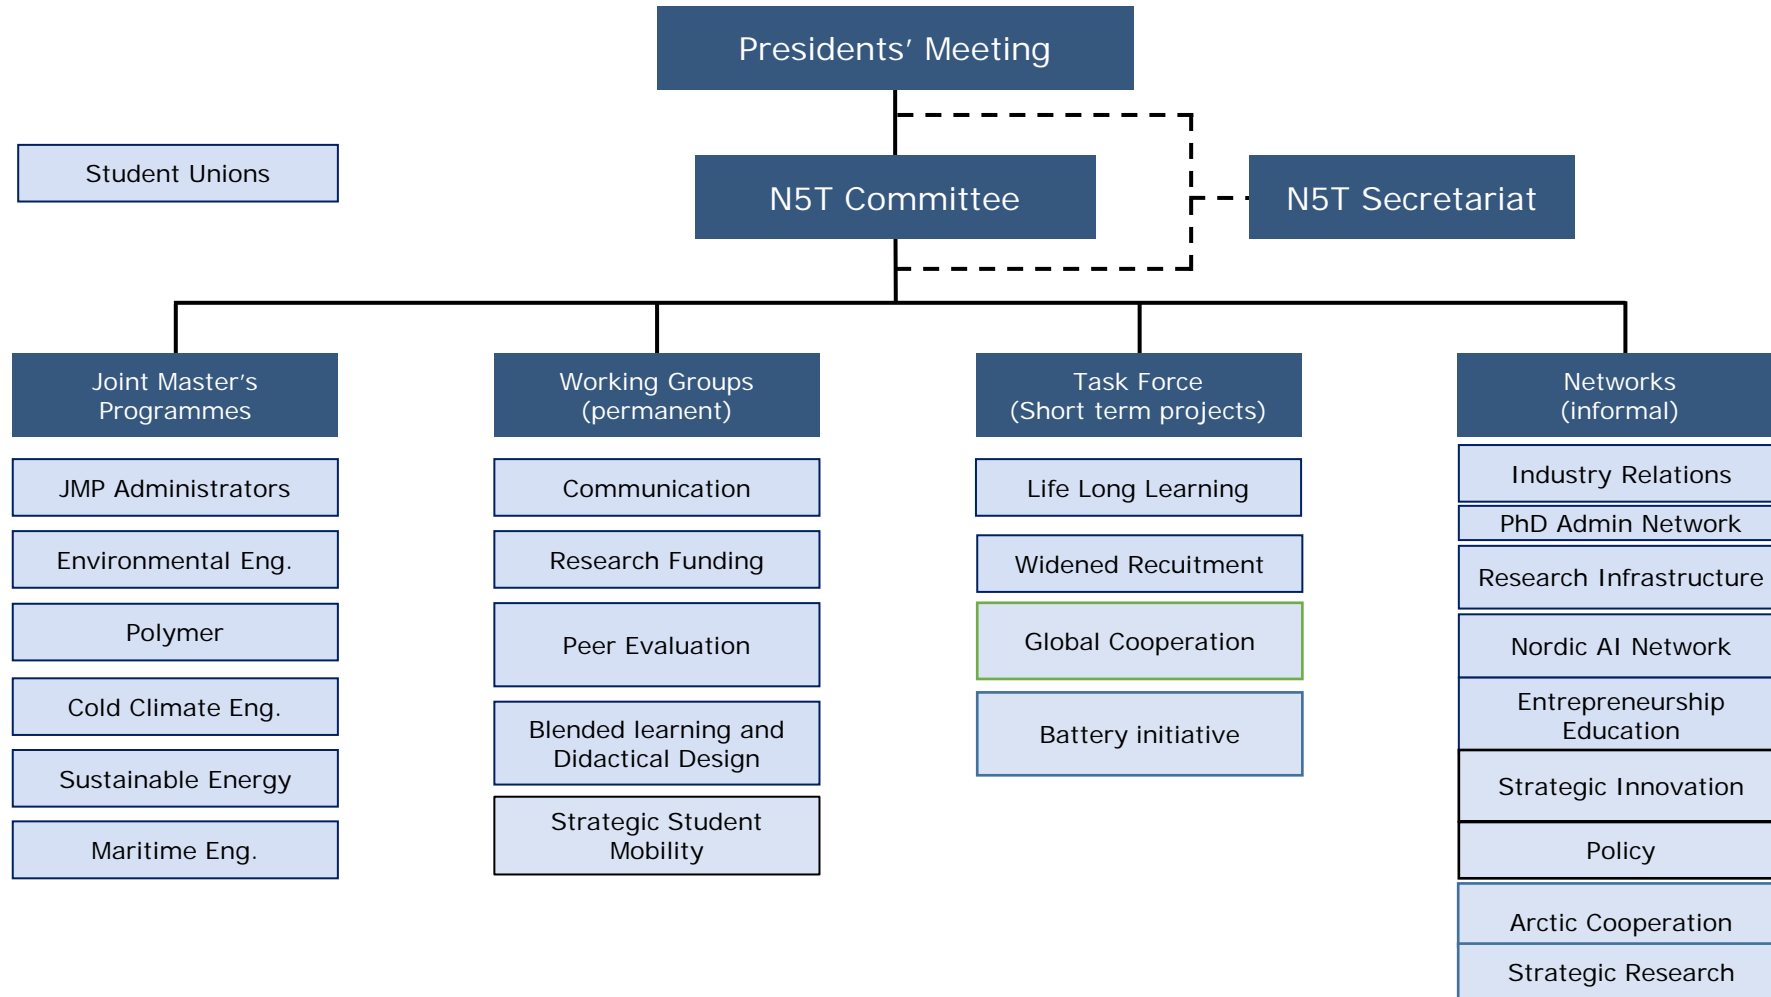 Presidents’ Meeting
Student Unions
N5T Committee
N5T Secretariat
Joint Master’s
Programmes
JMP Administrators
Environmental Eng.
Polymer
Cold Climate Eng.
Sustainable Energy
Maritime Eng.
Working Groups
(permanent)
Communication
Research Funding
Peer Evaluation
Blended learning and
Didactical Design
Strategic Student
Mobility
Task Force
(Short term projects)
Life Long Learning
Widened Recuitment
Global Cooperation
Battery initiative
Networks
(informal)
Industry Relations
PhD Admin Network
Research Infrastructure
Nordic AI Network
Entrepreneurship
Education
Strategic Innovation
Policy
Arctic Cooperation
Strategic Research